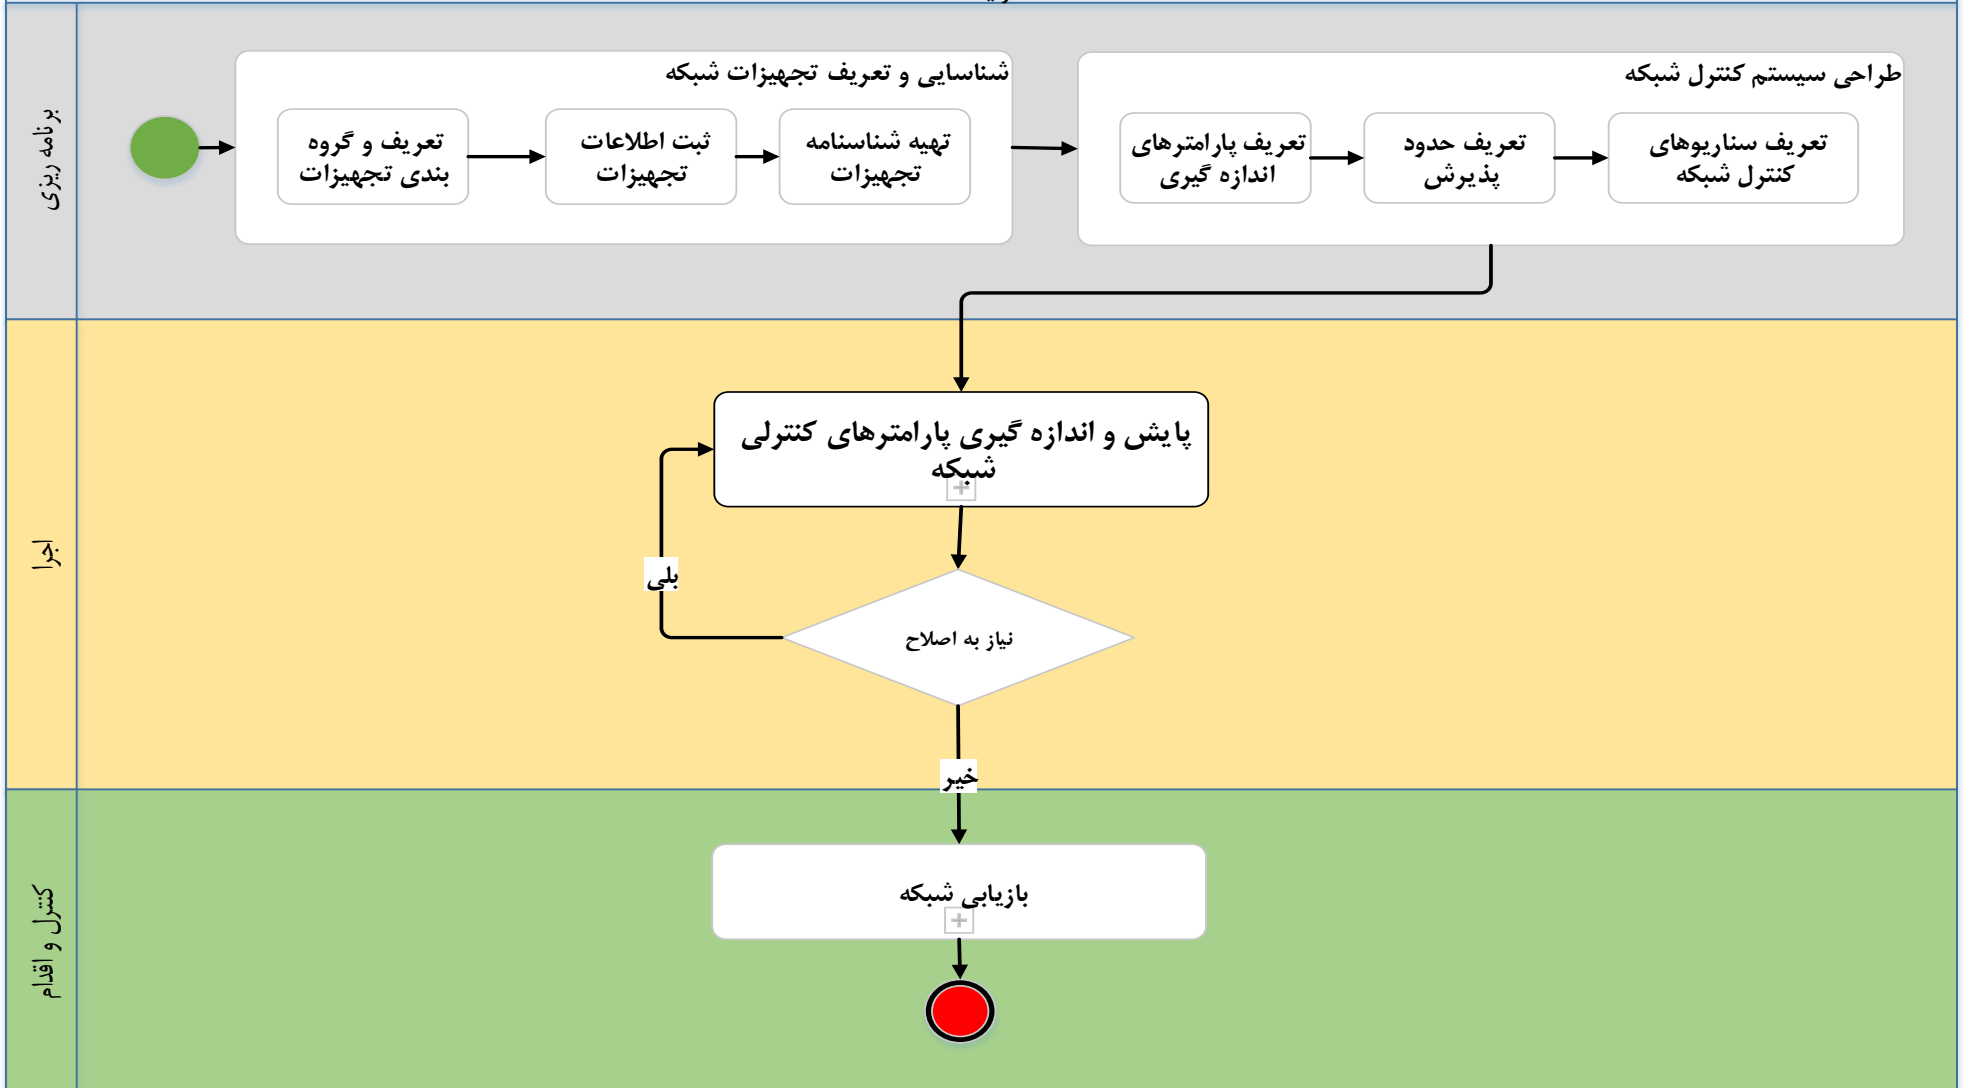 برنامه ریزی
شناسایی و تعریف تجهیزات شبکه
تعریف و گروه
بندی تجهیزات
ثبت اطلاعات
تجهیزات
تهیه شناسنامه
تجهیزات
طراحی سیستم کنترل شبکه
تعریف پارامترهای
اندازه گیری
تعریف حدود
پذیرش
تعریف سناریوهای
کنترل شبکه
اجرا
پایش و اندازه گیری پارامترهای کنترلی
شبکه
بلی
نیاز به اصلاح
خیر
کنترل و اقدام
بازیابی شبکه